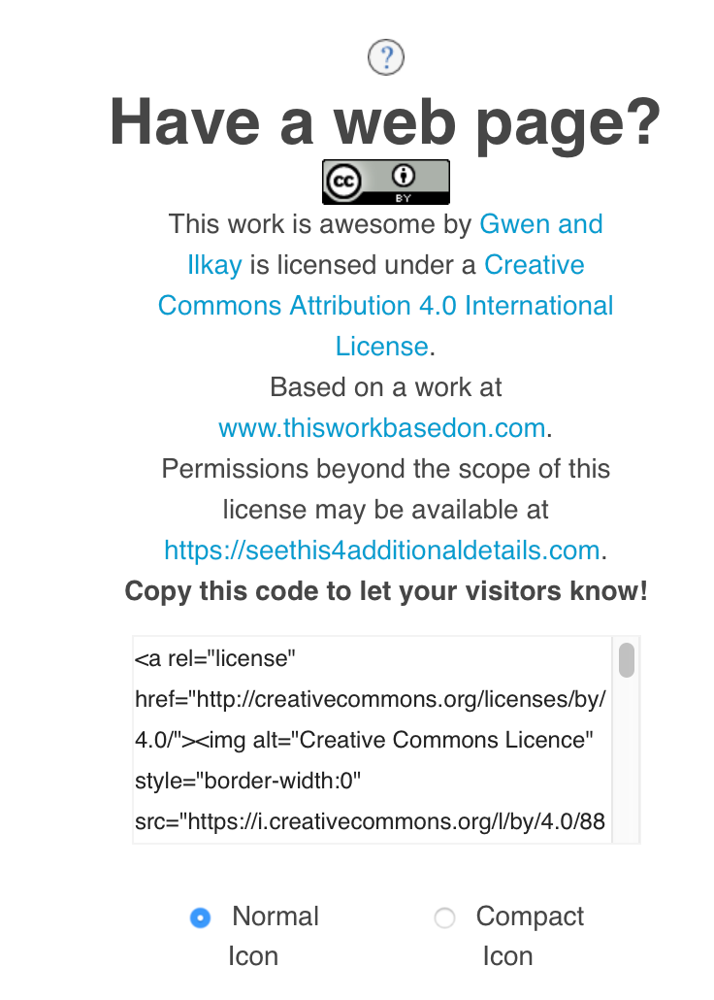 ?
Have a web page?
cc
BY
This work is awesome by Gwen and
Ilkay is licensed under a Creative
Commons Attribution 4.0 International
License.
Based on a work at
www.thisworkbasedon.com.
Permissions beyond the scope of this
license may be available at
https://seethis4additionaldetails.com.
Copy this code to let your visitors know!
<a rel="license"
href="http://creativecommons.org/licenses/by/
4.0/"><img alt="Creative Commons Licence"
style="border-width:0"
src="https://i.creativecommons.org/l/by/4.0/88
Normal
Icon
Compact
Icon